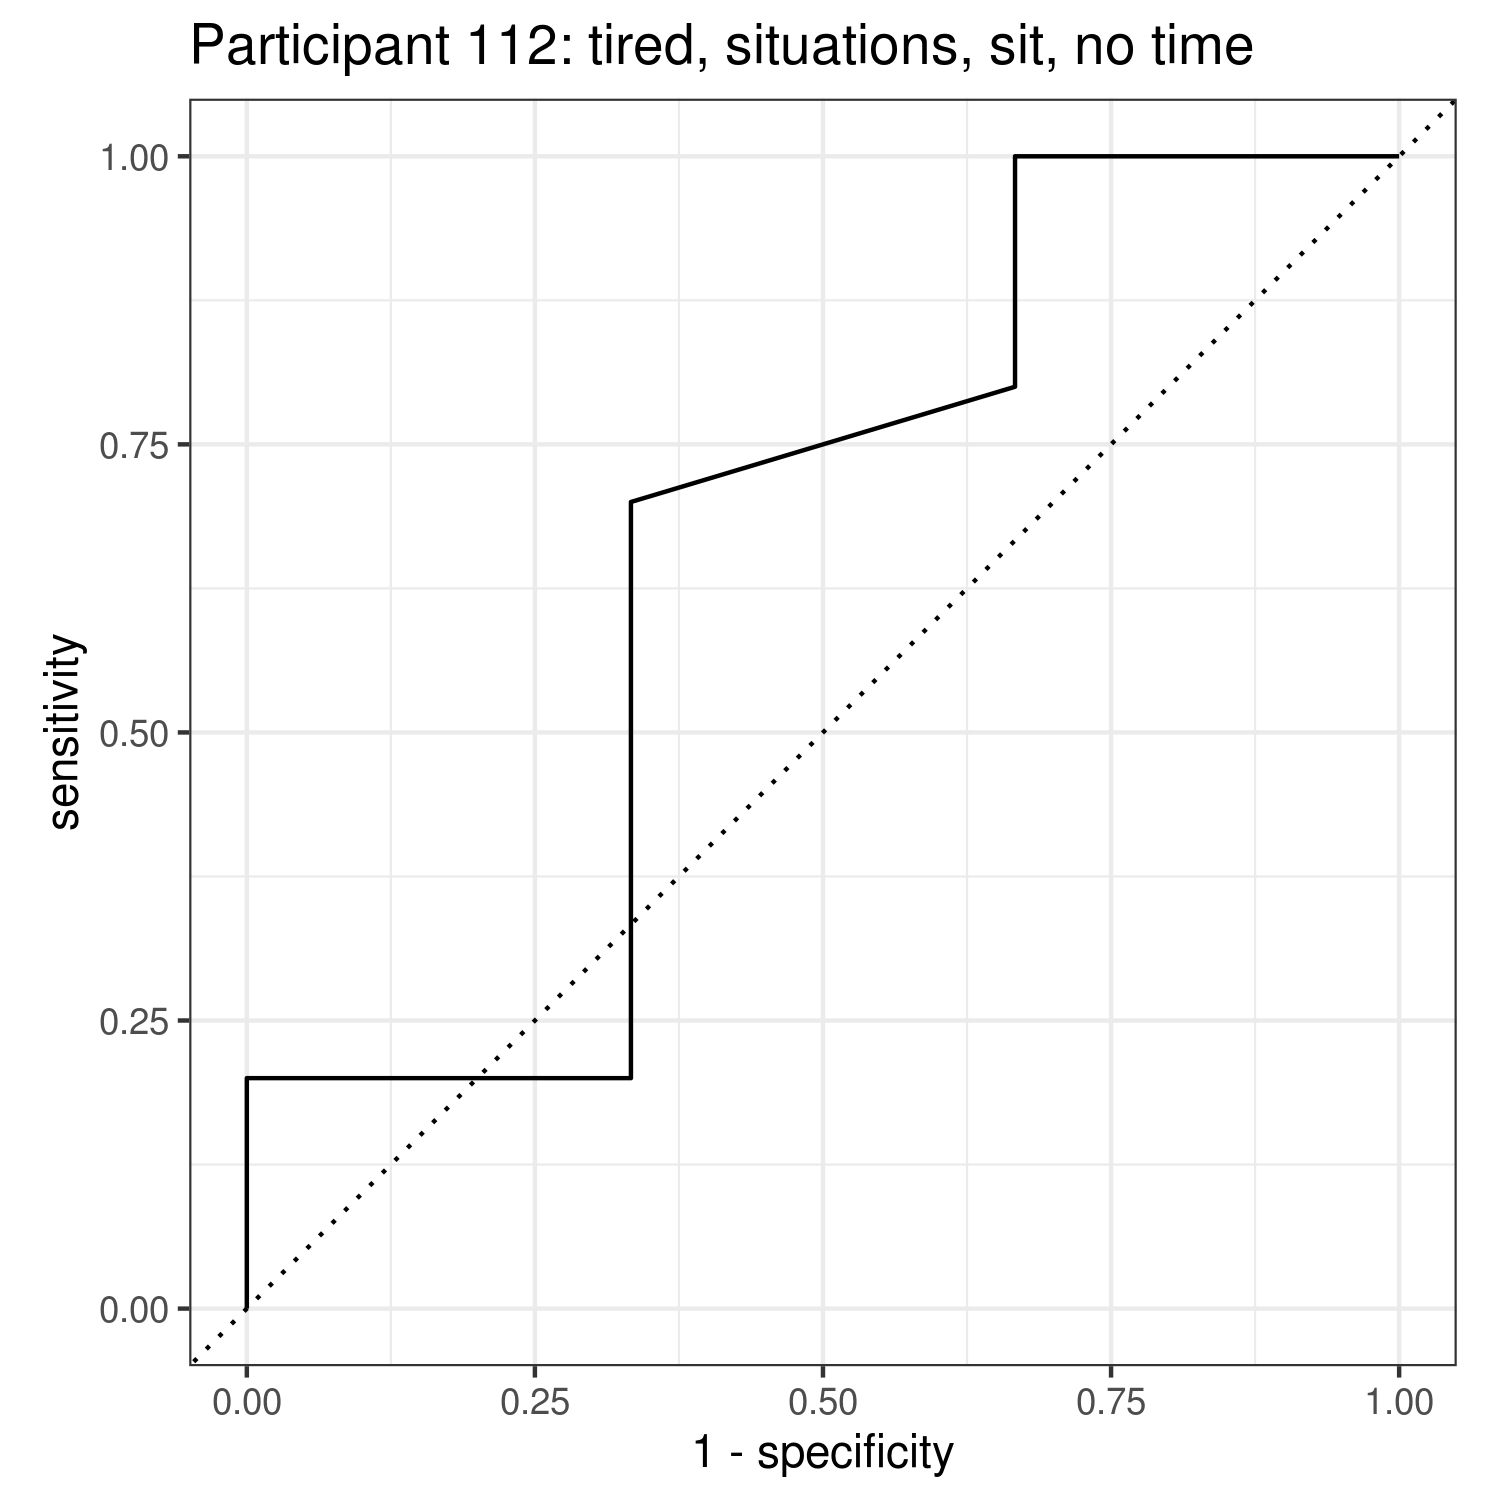 Participant 112: tired, situations, sit, no time
1.00
0.75
0.50
0.25
0.00
sensitivity
0.00 0.25 0.50 0.75 1.00
1 - specificity